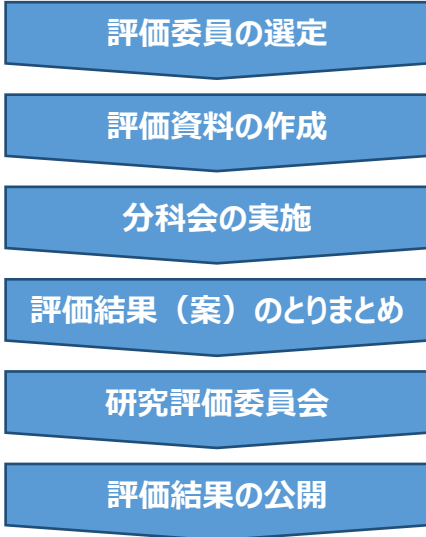 評価委員の選定
評価資料の作成
分科会の実施
評価結果（案）のとりまとめ
研究評価委員会
評価結果の公開